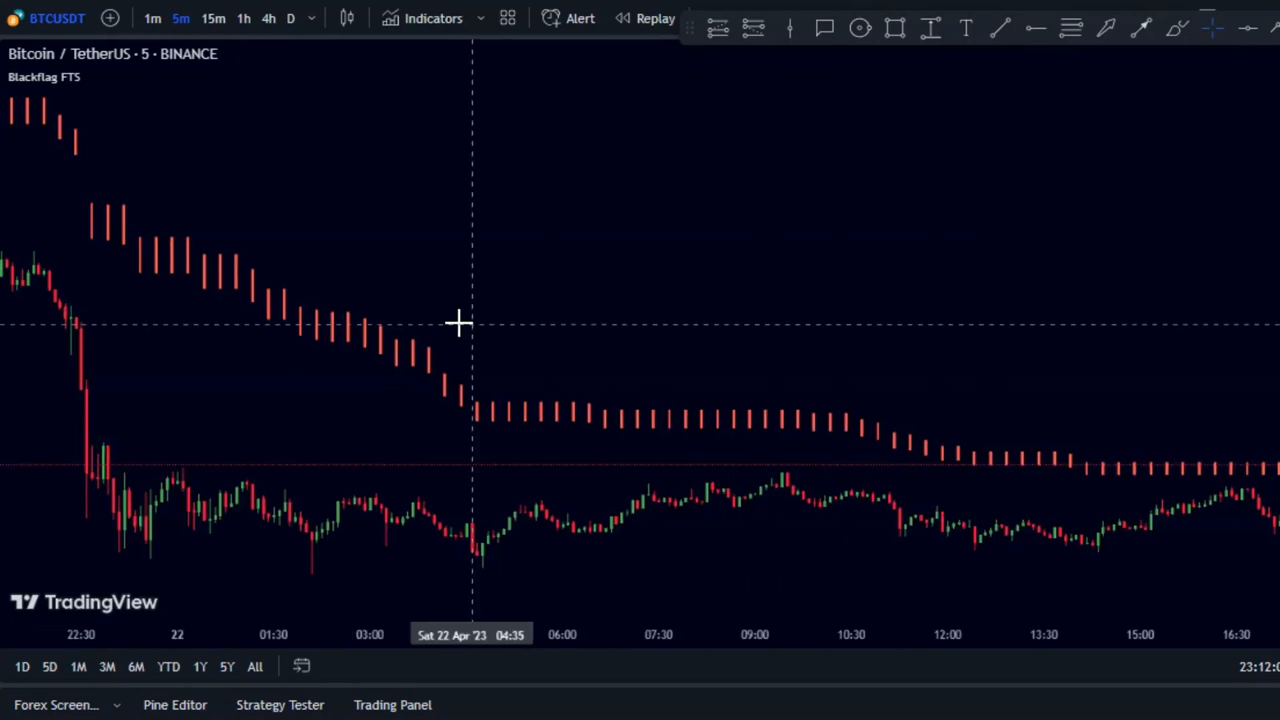 BTCUSDT 1m 5m 15m 1h 4h D Indicators Alert Replay T
Bitcoin / TetherUS · 5 · BINANCE
Blackflag FTS
TradingView
22:30 22 01:30 03:00 Sat 22 Apr '23 04:35 06:00 07:30 09:00 10:30 12:00 13:30 15:00 16:30
1D 5D 1M 3M 6M YTD 1Y 5Y All 23:12:0
Forex Screen... Pine Editor Strategy Tester Trading Panel